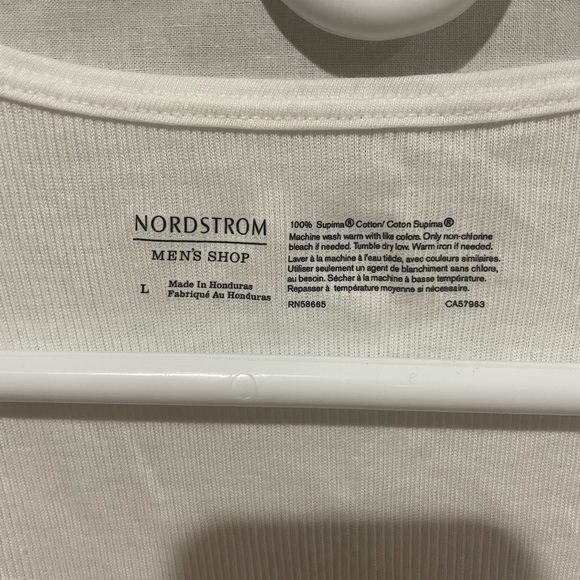 NORDSTROM
MEN'S SHOP
L
Made In Honduras
Fabriqué Au Honduras
100% Supima® Cotton/ Coton Supima®
Machine wash warm with like colors. Only non-chlorine
bleach if needed. Tumble dry low. Warm iron if needed.
Laver à la machine à l'eau tiède, avec couleurs similaires.
Utiliser seulement un agent de blanchiment sans chlore,
au besoin. Sécher à la machine à basse température.
Repasser à température moyenne si nécessaire.
RN58665 CA57963